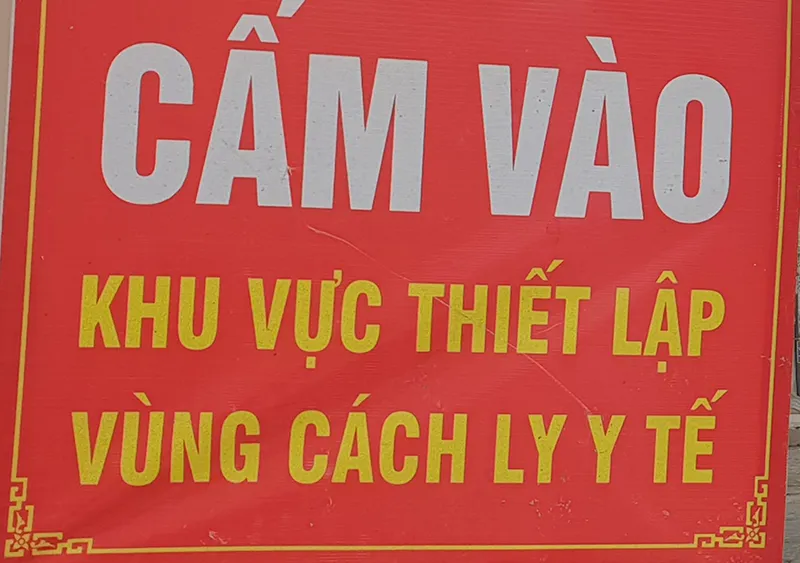 CẤM VÀO
KHU VỰC THIẾT LẬP
VÙNG CÁCH LY Y TẾ